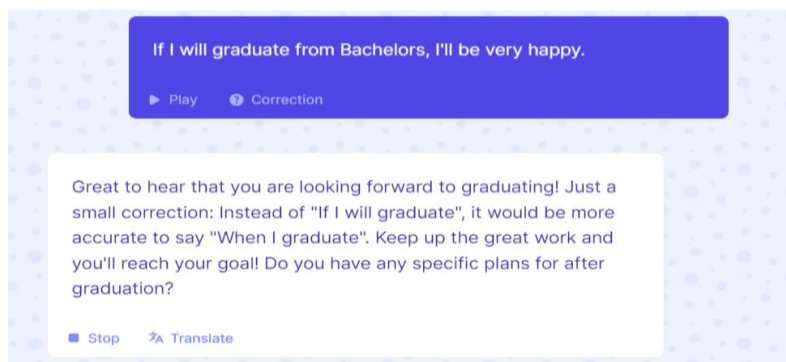 If I will graduate from Bachelors, I'll be very happy.
Play Correction
Great to hear that you are looking forward to graduating! Just a
small correction: Instead of "If I will graduate", it would be more
accurate to say "When I graduate". Keep up the great work and
you'll reach your goal! Do you have any specific plans for after
graduation?
Stop Translate